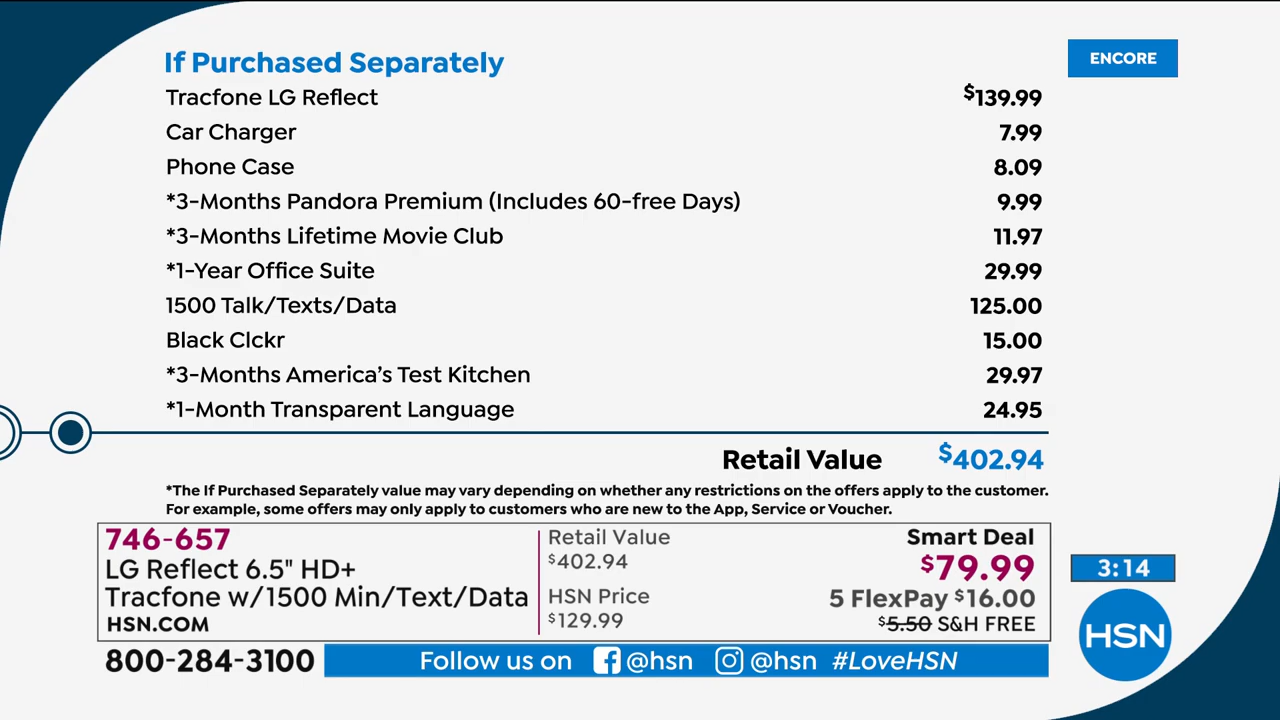 If Purchased Separately
ENCORE
Tracfone LG Reflect $139.99
Car Charger 7.99
Phone Case 8.09
*3-Months Pandora Premium (Includes 60-free Days) 9.99
*3-Months Lifetime Movie Club 11.97
*1-Year Office Suite 29.99
1500 Talk/Texts/Data 125.00
Black Clckr 15.00
*3-Months America's Test Kitchen 29.97
*1-Month Transparent Language 24.95
Retail Value $402.94
*The If Purchased Separately value may vary depending on whether any restrictions on the offers apply to the customer.
For example, some offers may only apply to customers who are new to the App, Service or Voucher.
746-657
LG Reflect 6.5" HD+
Tracfone w/1500 Min/Text/Data
HSN.COM
Retail Value
$402.94
HSN Price
$129.99
Smart Deal
$79.99
5 FlexPay $16.00
$5.50 S&H FREE
3:14
HSN
800-284-3100
Follow us on @hsn @hsn #LoveHSN